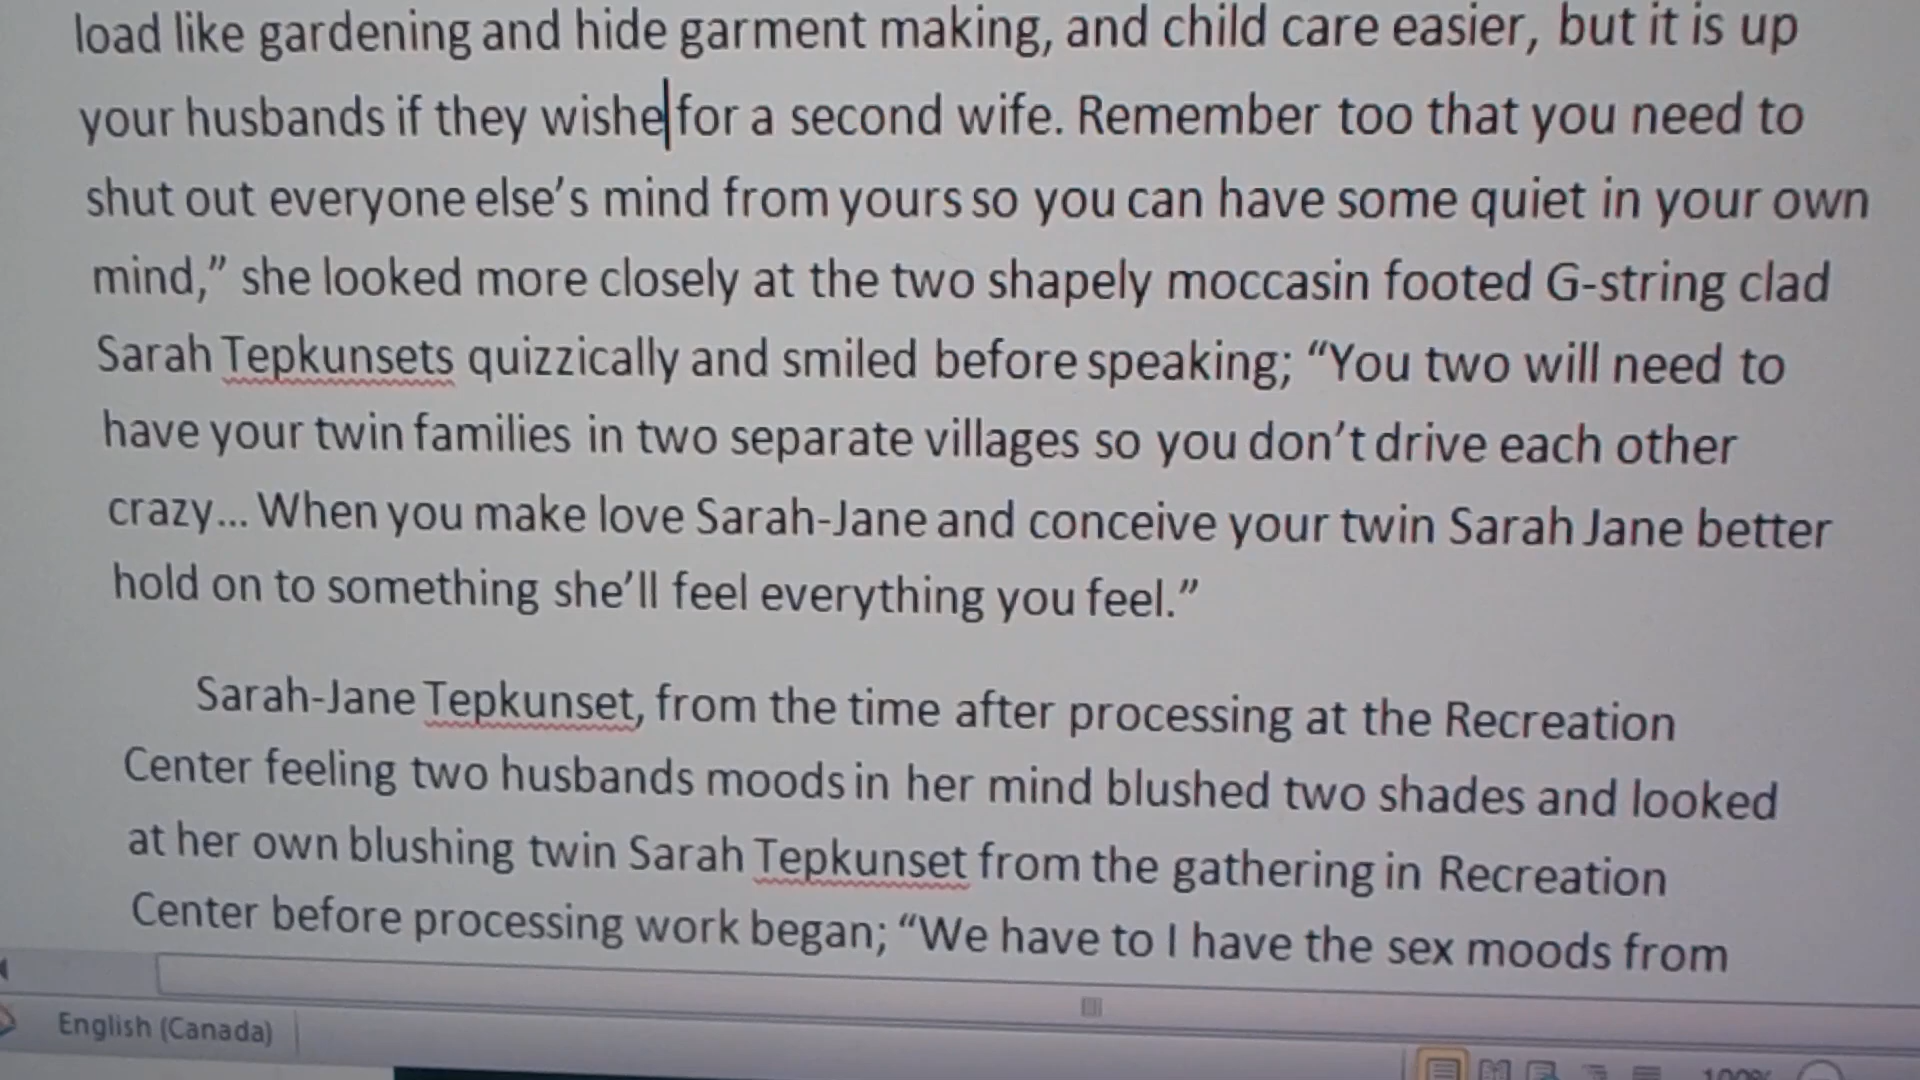 load like gardening and hide garment making, and child care easier, but it is up
your husbands if they wishe for a second wife. Remember too that you need to
shut out everyone else’s mind from yours so you can have some quiet in your own
mind,” she looked more closely at the two shapely moccasin footed G-string clad
Sarah Tepkunsets quizzically and smiled before speaking; “You two will need to
have your twin families in two separate villages so you don’t drive each other
crazy... When you make love Sarah-Jane and conceive your twin Sarah Jane better
hold on to something she’ll feel everything you feel.”
Sarah-Jane Tepkunset, from the time after processing at the Recreation
Center feeling two husbands moods in her mind blushed two shades and looked
at her own blushing twin Sarah Tepkunset from the gathering in Recreation
Center before processing work began; “We have to I have the sex moods from
English (Canada)
100%